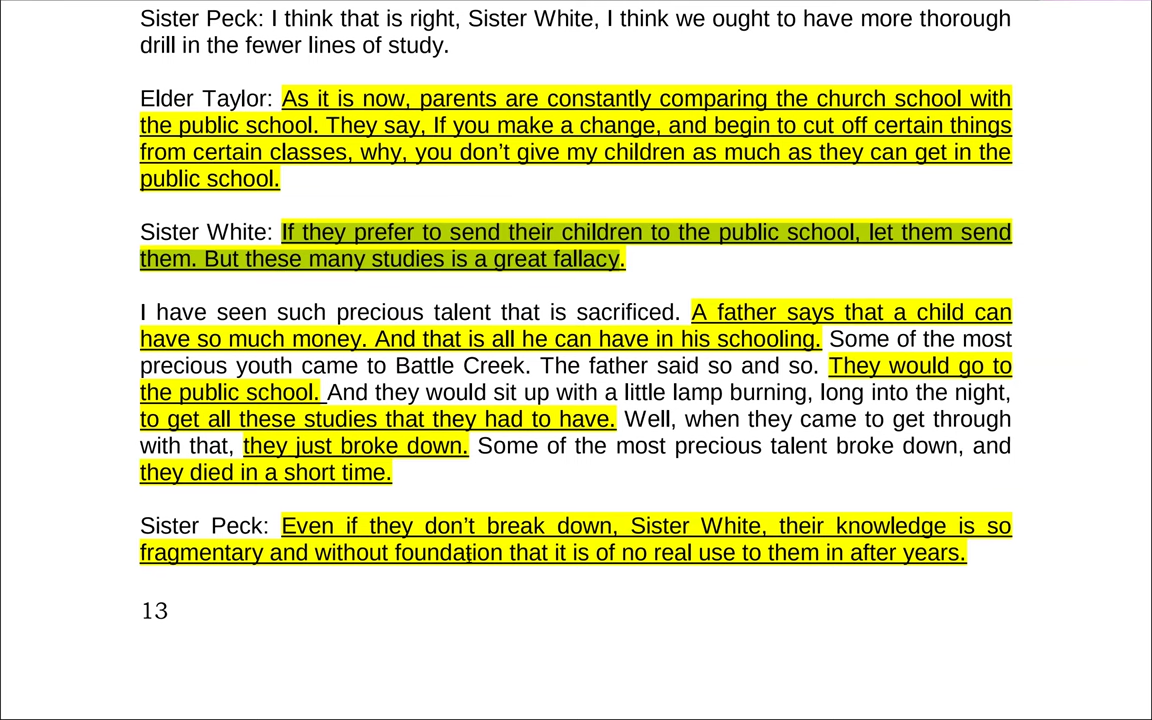 Sister Peck: I think that is right, Sister White, I think we ought to have more thorough
drill in the fewer lines of study.
Elder Taylor: As it is now, parents are constantly comparing the church school with
the public school. They say, If you make a change, and begin to cut off certain things
from certain classes, why, you don’t give my children as much as they can get in the
public school.
Sister White: If they prefer to send their children to the public school, let them send
them. But these many studies is a great fallacy.
I have seen such precious talent that is sacrificed. A father says that a child can
have so much money. And that is all he can have in his schooling. Some of the most
precious youth came to Battle Creek. The father said so and so. They would go to
the public school. And they would sit up with a little lamp burning, long into the night,
to get all these studies that they had to have. Well, when they came to get through
with that, they just broke down. Some of the most precious talent broke down, and
they died in a short time.
Sister Peck: Even if they don’t break down, Sister White, their knowledge is so
fragmentary and without foundation that it is of no real use to them in after years.
13